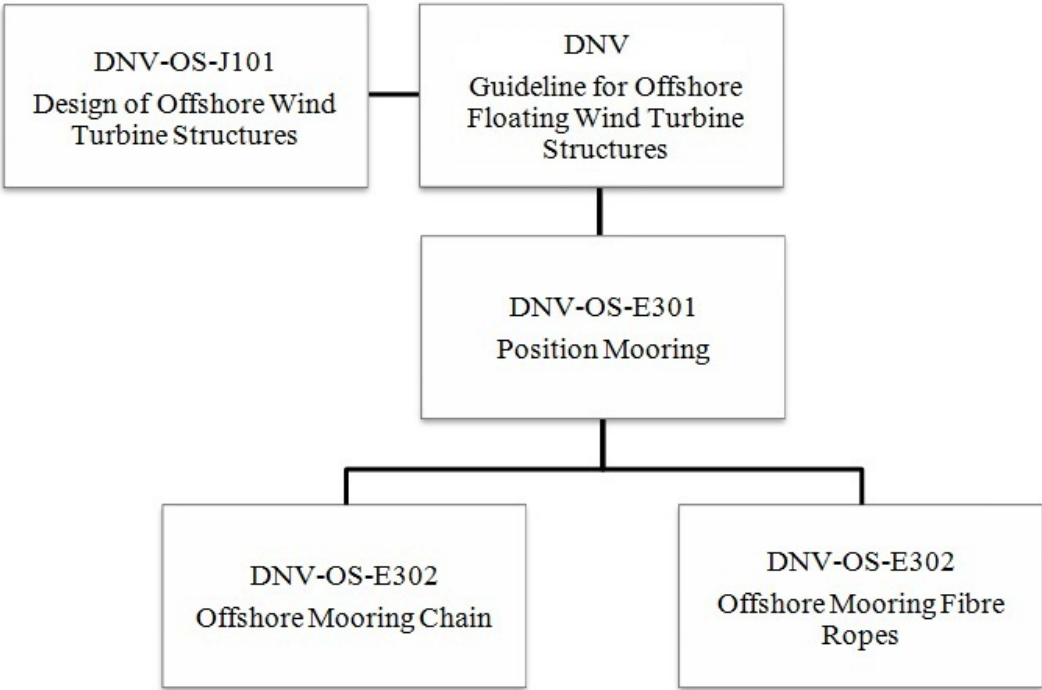 DNV-OS-J101
Design of Offshore Wind
Turbine Structures
DNV
Guideline for Offshore
Floating Wind Turbine
Structures
DNV-OS-E301
Position Mooring
DNV-OS-E302
Offshore Mooring Chain
DNV-OS-E302
Offshore Mooring Fibre
Ropes